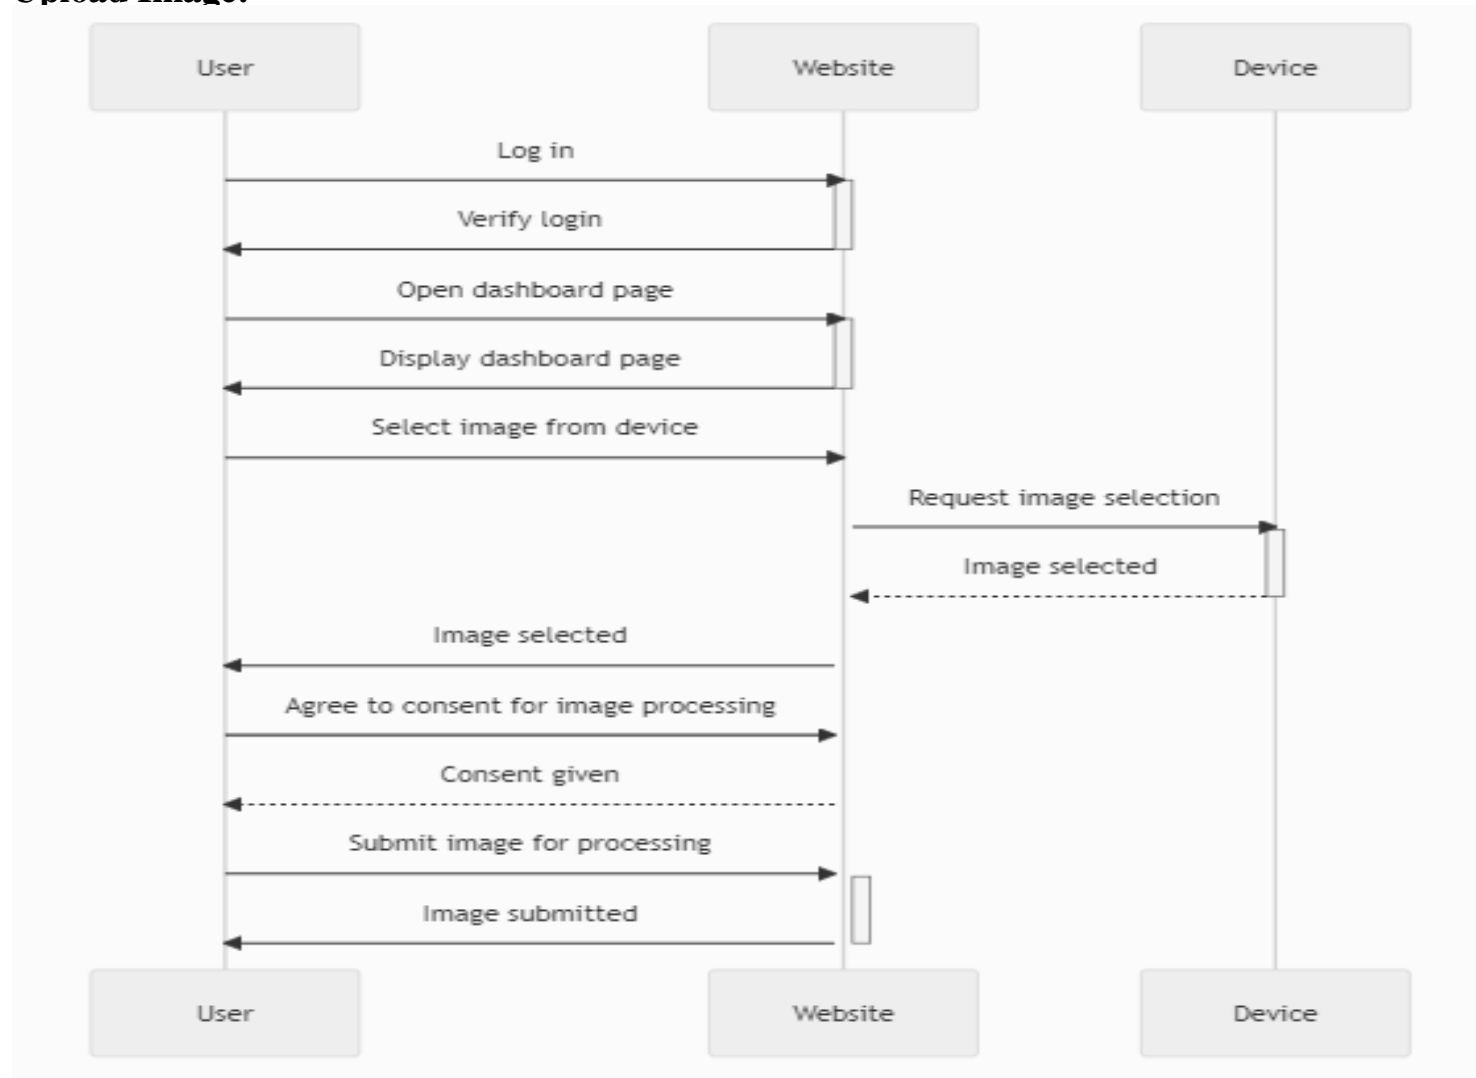 Upload Image:
User Website Device
Log in
Verify login
Open dashboard page
Display dashboard page
Select image from device
Request image selection
Image selected
Image selected
Agree to consent for image processing
Consent given
Submit image for processing
Image submitted
User Website Device